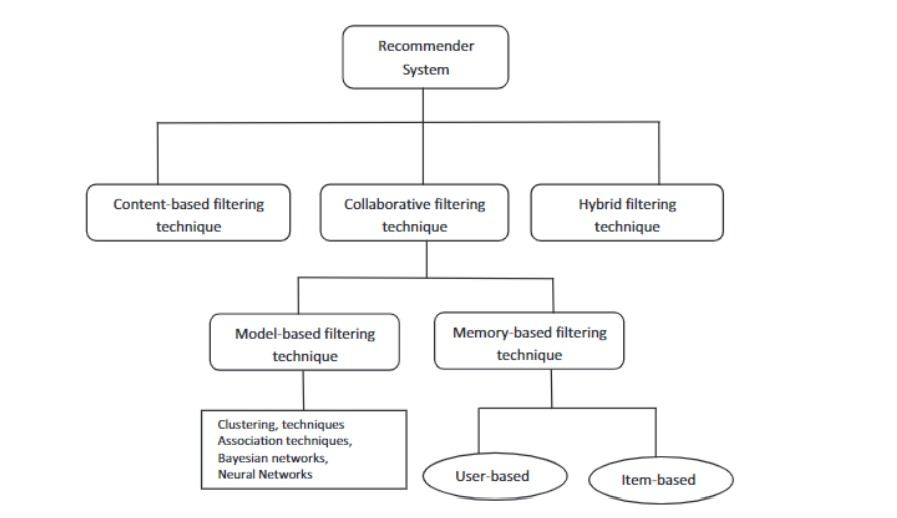 Recommender
System
Content-based filtering
technique
Collaborative filtering
technique
Hybrid filtering
technique
Model-based filtering
technique
Memory-based filtering
technique
Clustering, techniques
Association techniques,
Bayesian networks,
Neural Networks
User-based
Item-based